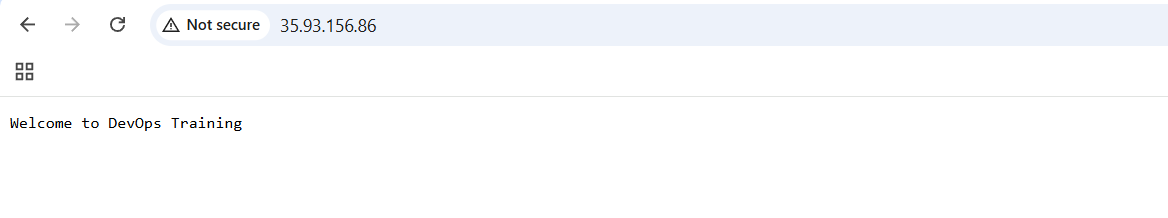 Not secure 35.93.156.86
Welcome to DevOps Training